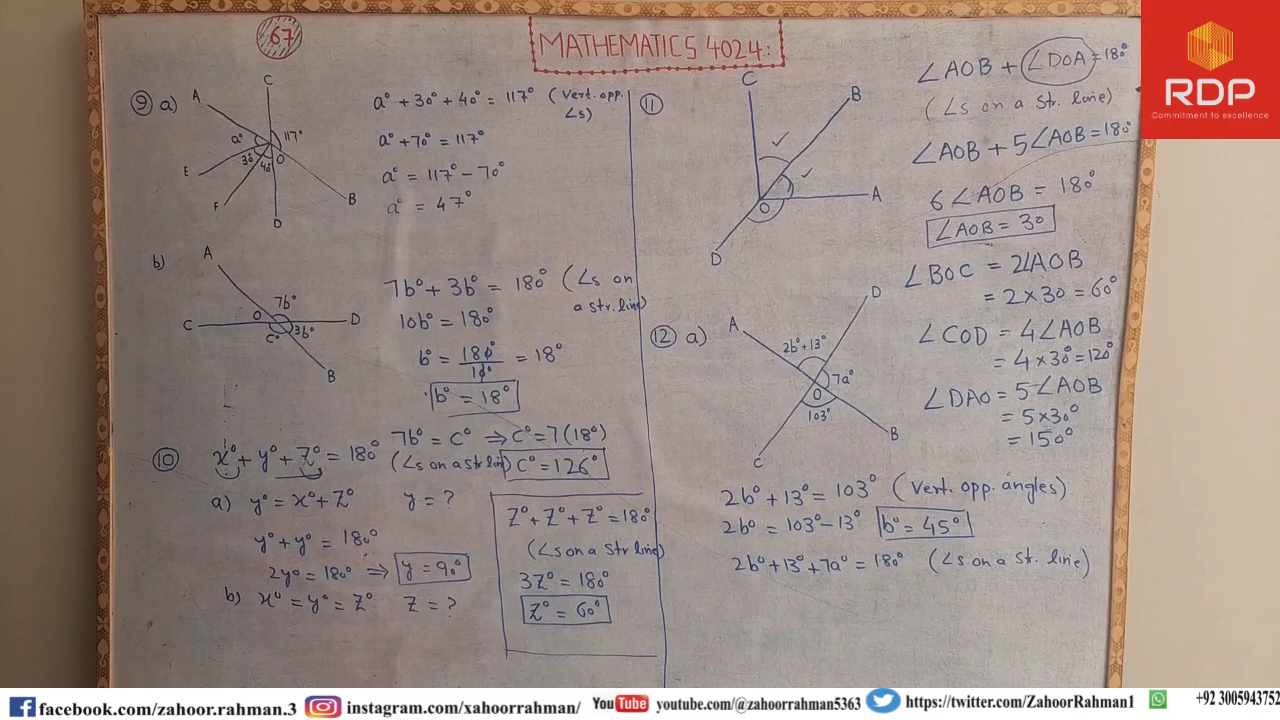 67
MATHEMATICS 4024:
9 a)
A
C
a°
117°
30
40
O
E
F
D
B
a° + 30° + 40° = 117° (Vert. opp. ∠s)
a° + 70° = 117°
a° = 117° - 70°
a° = 47°
b)
A
7b°
O
C
D
C°
3b°
B
7b° + 3b° = 180° (∠s on a str. line)
10b° = 180°
b° = 180°/10 = 18°
b° = 18°
7b° = C° ⇒ C° = 7(18°)
C° = 126°
10
x° + y° + Z° = 180° (∠s on a str line)
a) y° = x° + Z° y = ?
y° + y° = 180°
2y° = 180° ⇒ y = 90°
b) x° = y° = Z° Z = ?
Z° + Z° + Z° = 180°
(∠s on a Str line)
3Z° = 180°
Z° = 60°
11
C
B
A
O
D
∠AOB + ∠DOA = 180°
(∠s on a Str. line)
∠AOB + 5∠AOB = 180°
6∠AOB = 180°
∠AOB = 30
∠BOC = 2∠AOB
= 2 × 30 = 60°
∠COD = 4∠AOB
= 4 × 30° = 120°
∠DAO = 5∠AOB
= 5 × 30°
= 150°
12 a)
A
D
2b° + 13°
7a°
O
103°
B
C
2b° + 13° = 103° (Vert. opp. angles)
2b° = 103° - 13° b° = 45°
2b° + 13° + 7a° = 180° (∠s on a str. line)
RDP
Commitment to excellence
facebook.com/zahoor.rahman.3
instagram.com/xahoorrahman/
YouTube youtube.com/@zahoorrahman5363
https://twitter.com/ZahoorRahman1
+92 3005943752